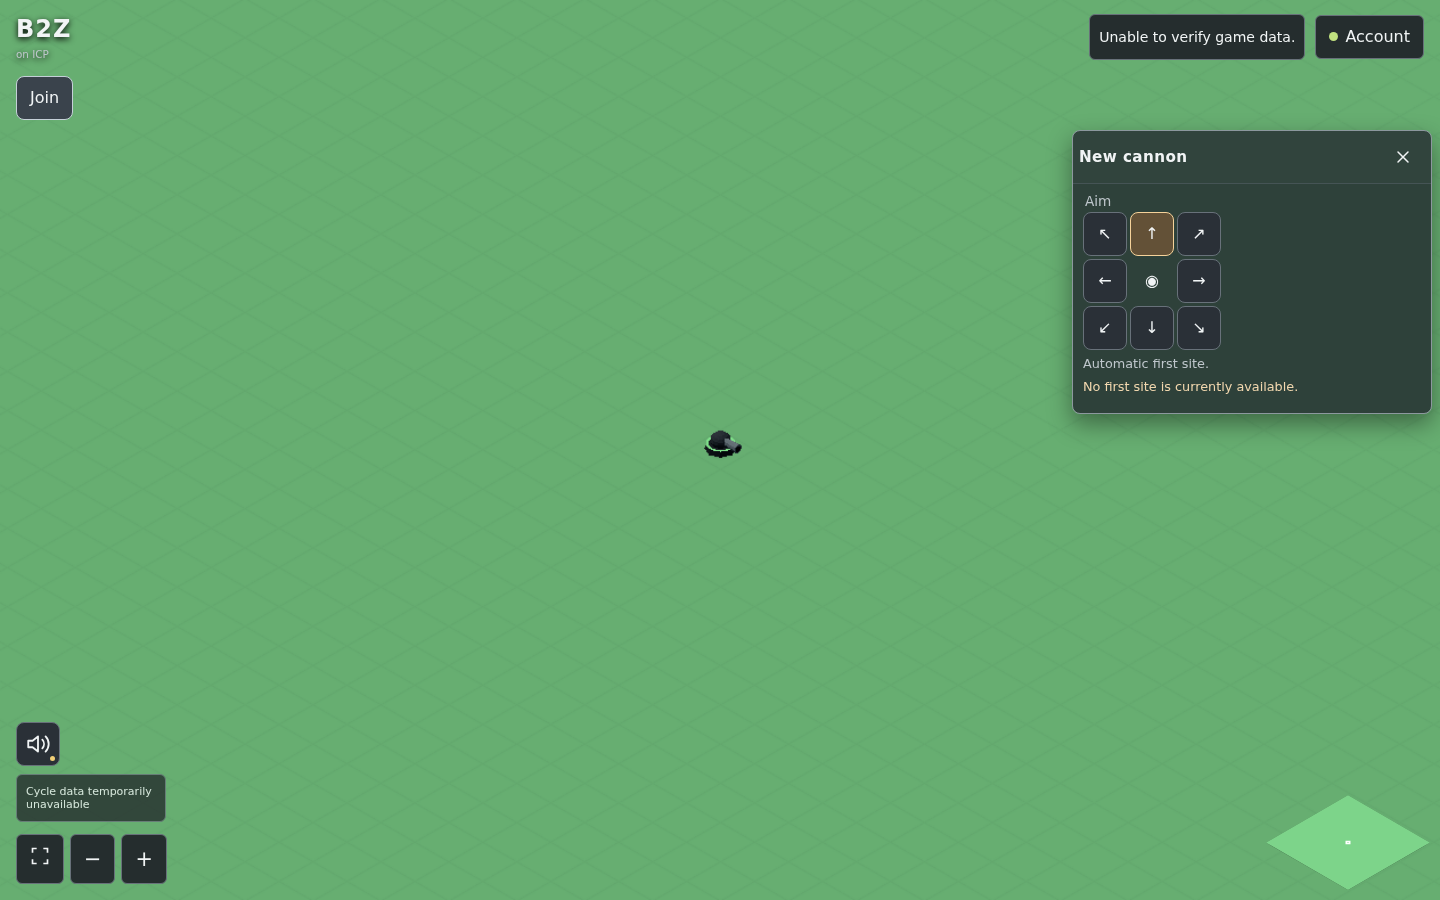 B2Z
on ICP
Join
Unable to verify game data.
Account
New cannon
Aim
↖ ↑ ↗
← ◉ →
↙ ↓ ↘
Automatic first site.
No first site is currently available.
Cycle data temporarily
unavailable
− +